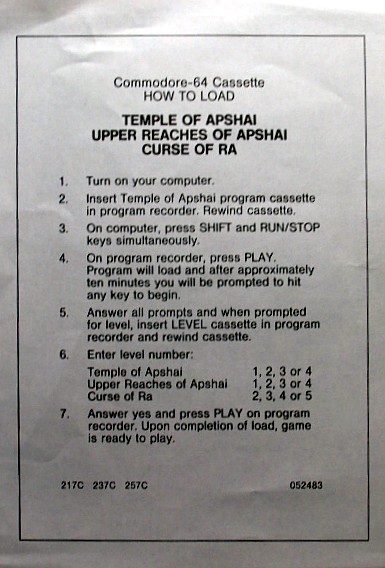 Commodore-64 Cassette
HOW TO LOAD
TEMPLE OF APSHAI
UPPER REACHES OF APSHAI
CURSE OF RA
1. Turn on your computer.
2. Insert Temple of Apshai program cassette
in program recorder. Rewind cassette.
3. On computer, press SHIFT and RUN/STOP
keys simultaneously.
4. On program recorder, press PLAY.
Program will load and after approximately
ten minutes you will be prompted to hit
any key to begin.
5. Answer all prompts and when prompted
for level, insert LEVEL cassette in program
recorder and rewind cassette.
6. Enter level number:
Temple of Apshai 1, 2, 3 or 4
Upper Reaches of Apshai 1, 2, 3 or 4
Curse of Ra 2, 3, 4 or 5
7. Answer yes and press PLAY on program
recorder. Upon completion of load, game
is ready to play.
217C 237C 257C 052483